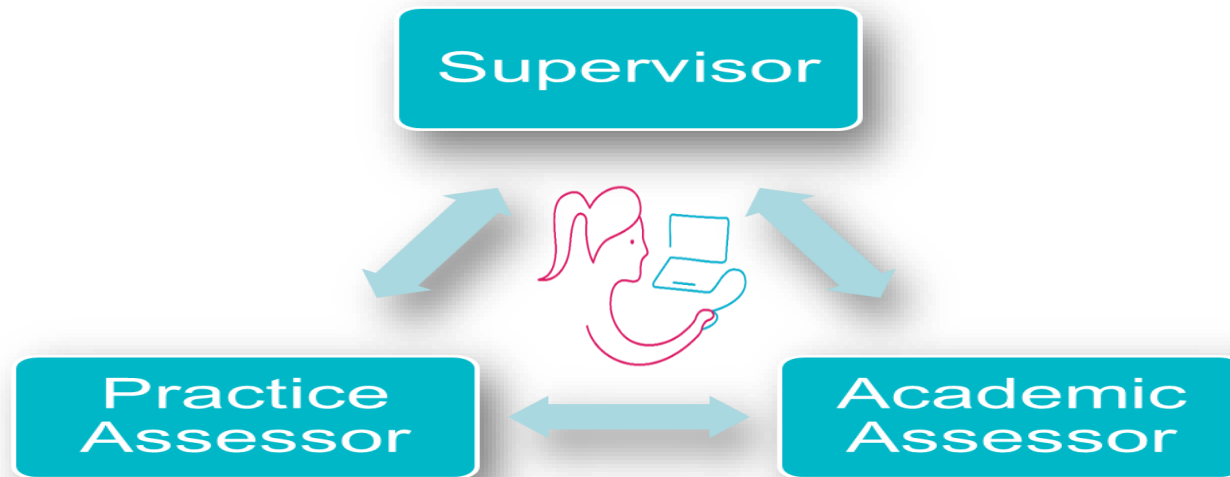 Supervisor
Practice
Assessor
Academic
Assessor